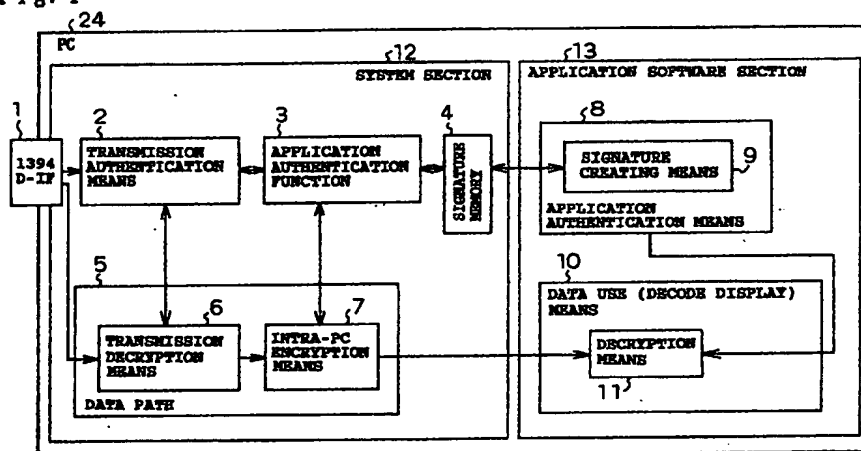 24
PC
12
SYSTEM SECTION
13
APPLICATION SOFTWARE SECTION
1
1394
D-IF
2
TRANSMISSION
AUTHENTICATION
MEANS
3
APPLICATION
AUTHENTICATION
FUNCTION
4
SIGNATURE
MEMORY
8
SIGNATURE
CREATING MEANS
9
APPLICATION
AUTHENTICATION MEANS
5
6
TRANSMISSION
DECRYPTION
MEANS
7
INTRA-PC
ENCRYPTION
MEANS
DATA PATH
10
DATA USE (DECODE DISPLAY)
MEANS
DECRYPTION
MEANS
11